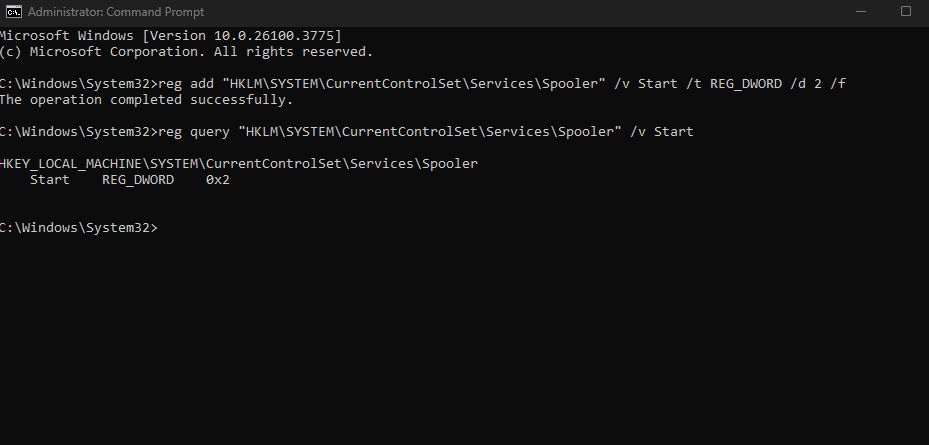 Administrator: Command Prompt
Microsoft Windows [Version 10.0.26100.3775]
(c) Microsoft Corporation. All rights reserved.
C:\Windows\System32>reg add "HKLM\SYSTEM\CurrentControlSet\Services\Spooler" /v Start /t REG_DWORD /d 2 /f
The operation completed successfully.
C:\Windows\System32>reg query "HKLM\SYSTEM\CurrentControlSet\Services\Spooler" /v Start
HKEY_LOCAL_MACHINE\SYSTEM\CurrentControlSet\Services\Spooler
    Start    REG_DWORD    0x2
C:\Windows\System32>